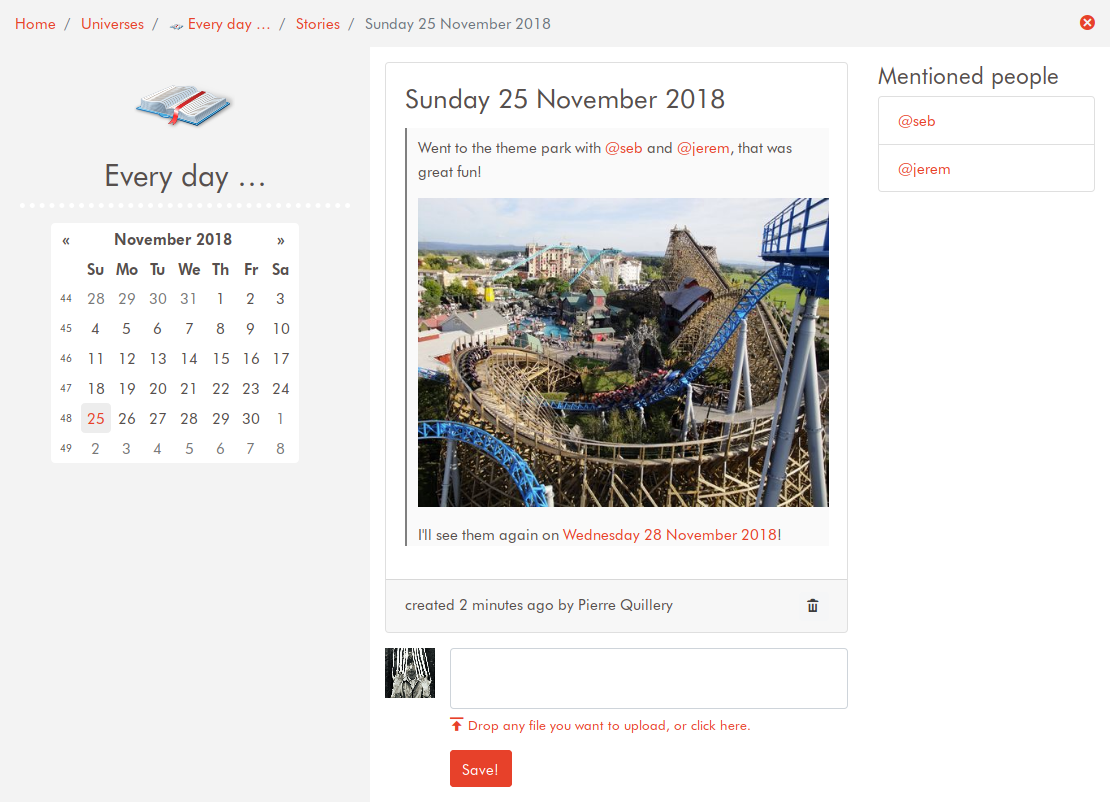 Home / Universes / Every day ... / Stories / Sunday 25 November 2018
Every day ...
« November 2018 »
Su Mo Tu We Th Fr Sa
44 28 29 30 31 1 2 3
45 4 5 6 7 8 9 10
46 11 12 13 14 15 16 17
47 18 19 20 21 22 23 24
48 25 26 27 28 29 30 1
49 2 3 4 5 6 7 8
Sunday 25 November 2018
Went to the theme park with @seb and @jerem, that was
great fun!
I'll see them again on Wednesday 28 November 2018!
created 2 minutes ago by Pierre Quillery
Drop any file you want to upload, or click here.
Save!
Mentioned people
@seb
@jerem